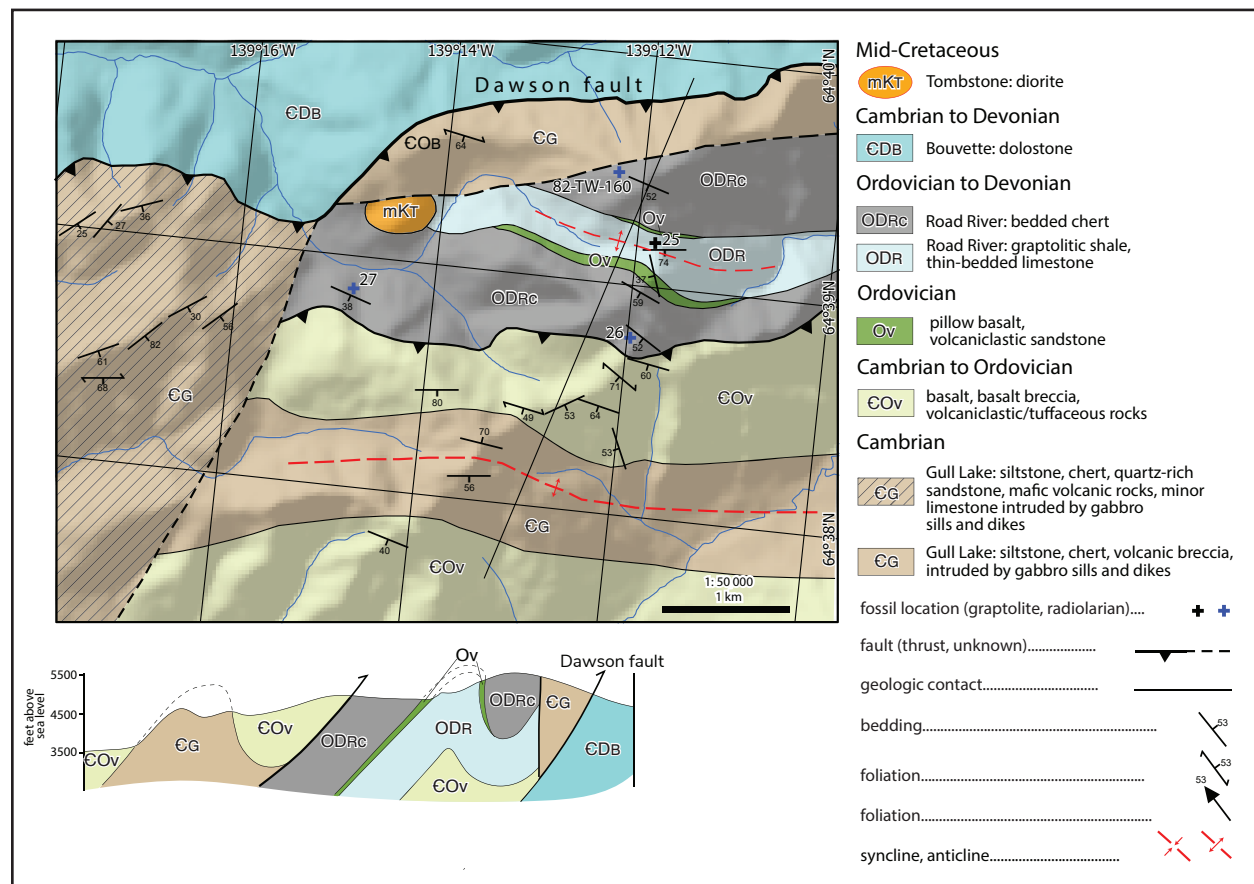 139°16'W
139°14'W
139°12'W
64°40'N
Dawson fault
ЄDB
ЄOB
64
ЄG
82-TW-160
52
ODRC
36
27
25
mKT
Ov
25
74
ODR
Ov
37
59
27
38
ODRC
64°39'N
26
52
30
56
82
61
68
ЄG
60
71
80
ЄOv
49
53
64
70
53
56
ЄG
64°38'N
40
ЄOv
1: 50 000
1 km
Mid-Cretaceous
mKT
Tombstone: diorite
Cambrian to Devonian
ЄDB
Bouvette: dolostone
Ordovician to Devonian
ODRC
Road River: bedded chert
ODR
Road River: graptolitic shale,
thin-bedded limestone
Ordovician
Ov
pillow basalt,
volcaniclastic sandstone
Cambrian to Ordovician
ЄOv
basalt, basalt breccia,
volcaniclastic/tuffaceous rocks
Cambrian
ЄG
Gull Lake: siltstone, chert, quartz-rich
sandstone, mafic volcanic rocks, minor
limestone intruded by gabbro
sills and dikes
ЄG
Gull Lake: siltstone, chert, volcanic breccia,
intruded by gabbro sills and dikes
fossil location (graptolite, radiolarian)....
fault (thrust, unknown)...................
geologic contact..............................
bedding.............................................................
53
foliation...........................................................
53
foliation.............................................................
53
syncline, anticline..................................
feet above
sea level
5500
4500
3500
Ov
Dawson fault
ЄOv
ЄG
ЄOv
ODRC
ODR
ЄOv
ODRC
ЄG
ЄDB